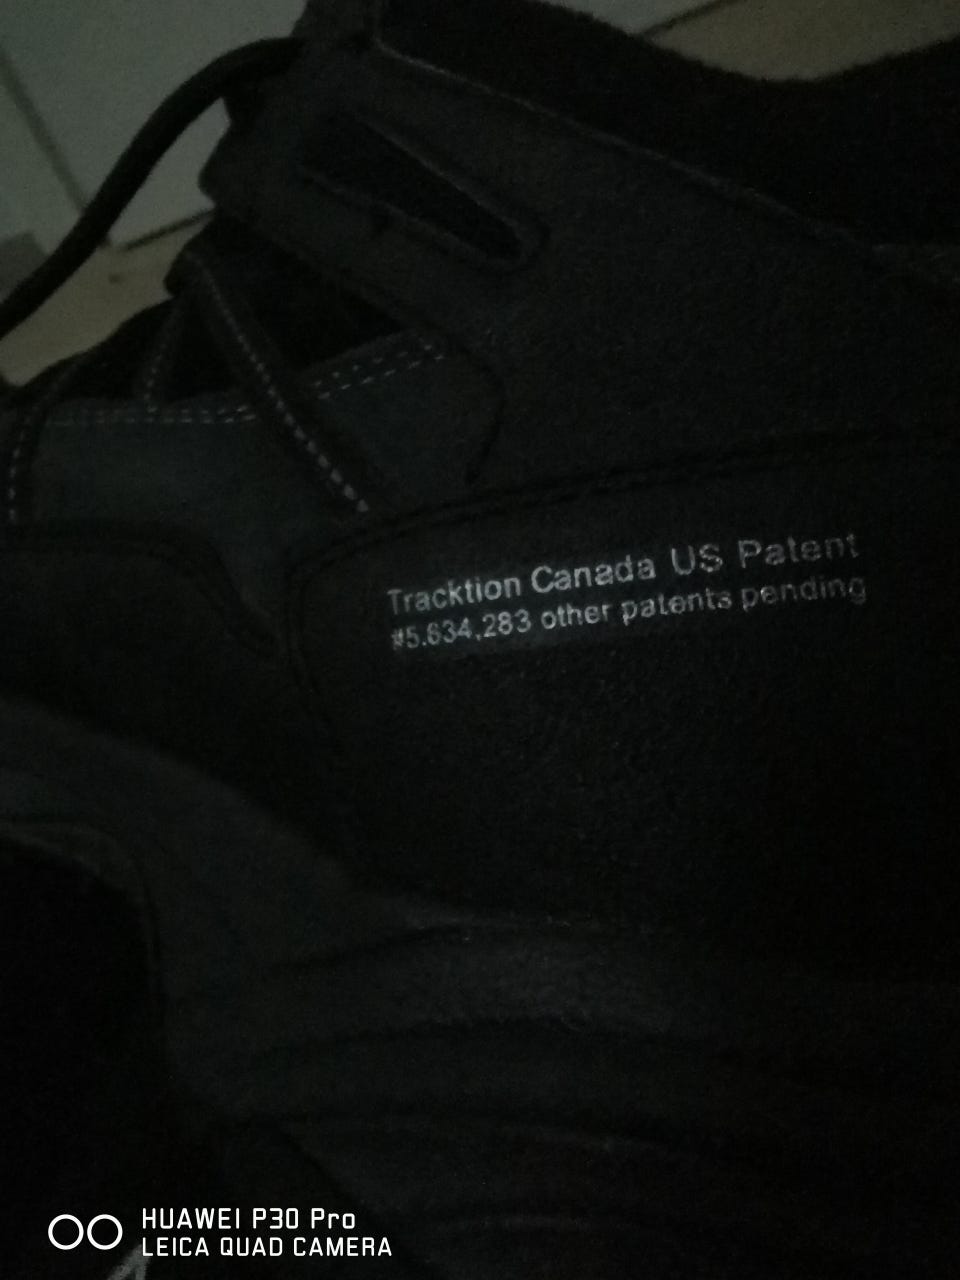 Tracktion Canada US Patent
#5.634,283 other patents pending
HUAWEI P30 Pro
LEICA QUAD CAMERA